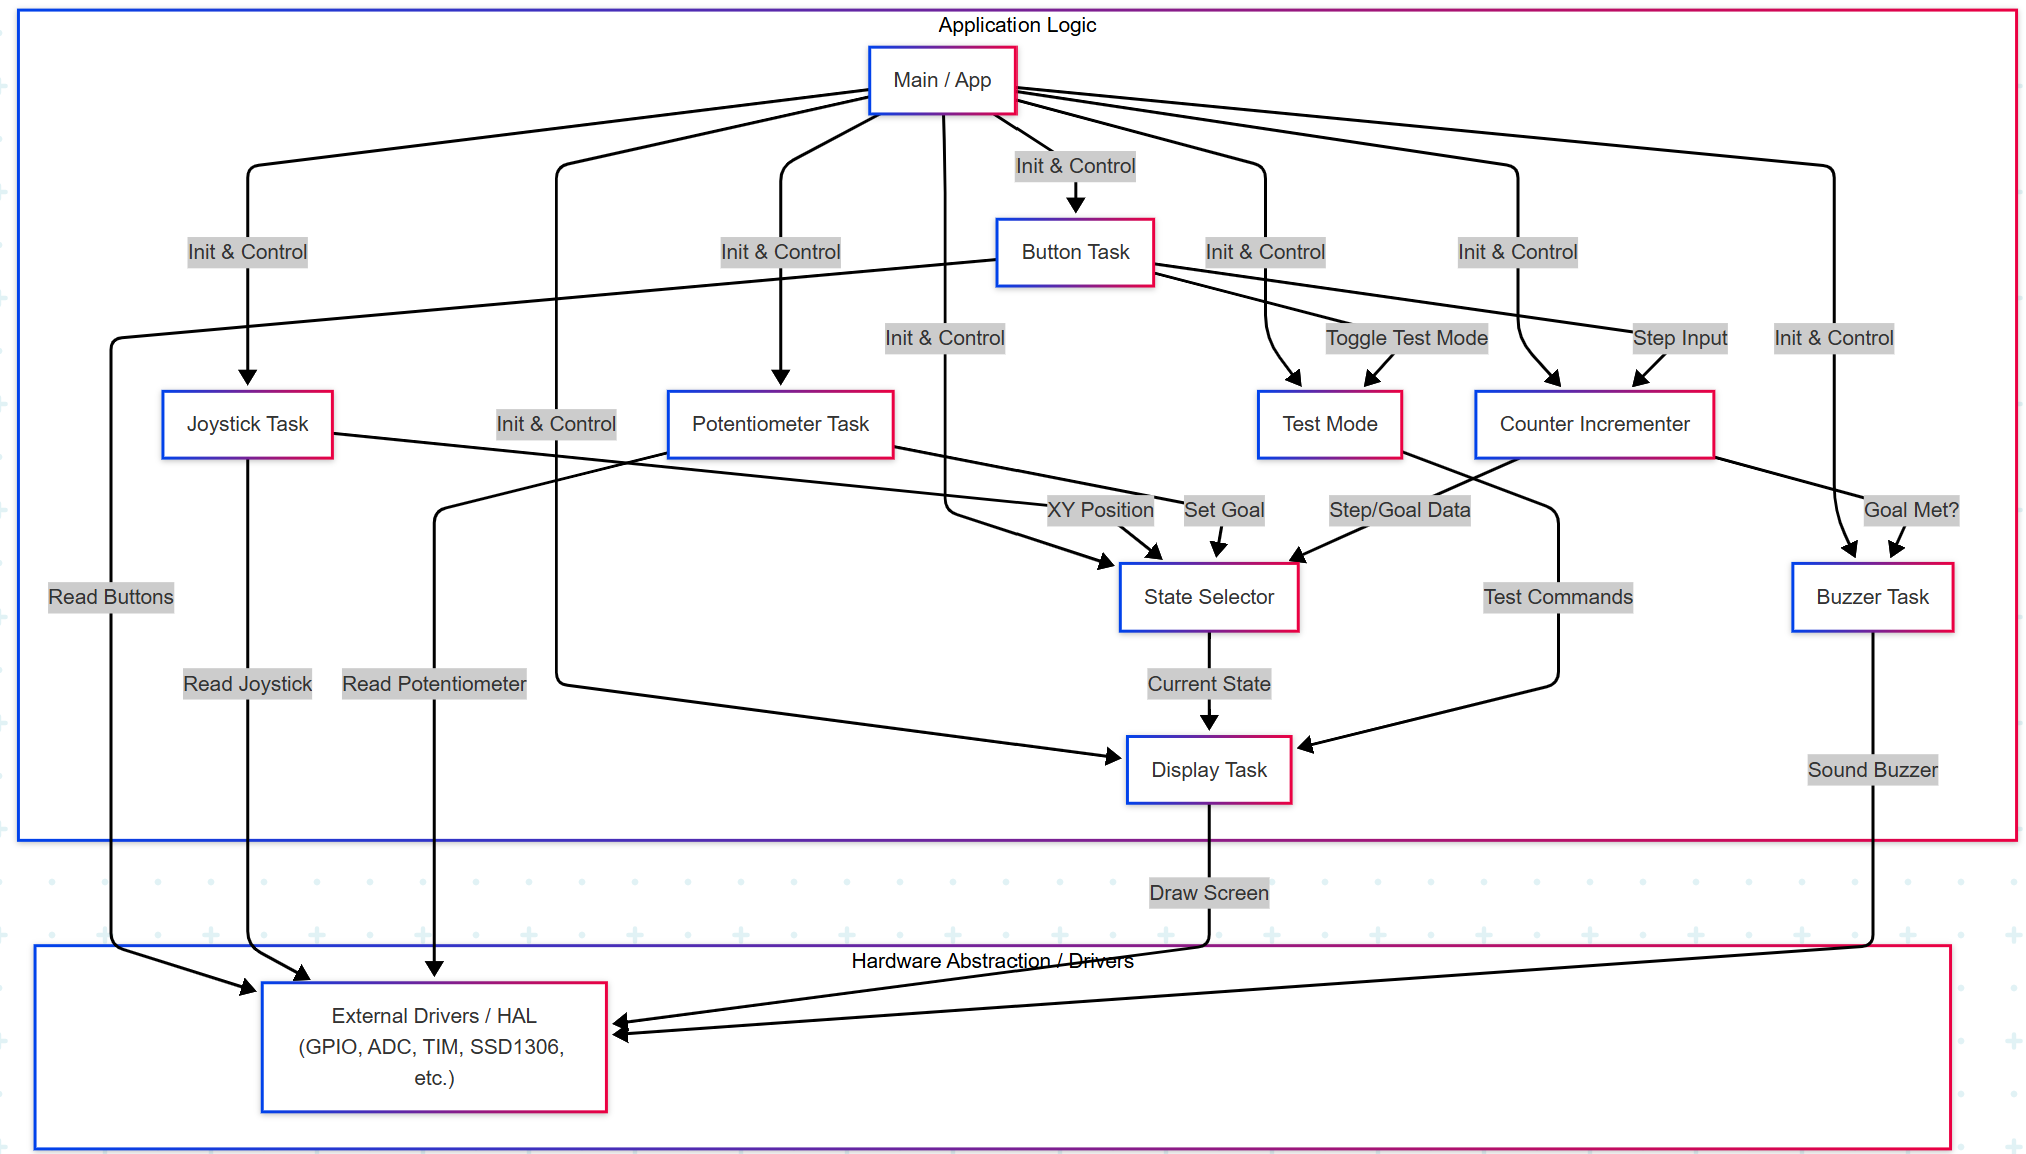 Application Logic
Main / App
Init & Control
Init & Control
Init & Control
Button Task
Init & Control
Init & Control
Init & Control
Toggle Test Mode
Step Input
Init & Control
Joystick Task
Init & Control
Potentiometer Task
Test Mode
Counter Incrementer
XY Position
Set Goal
Step/Goal Data
Goal Met?
Read Buttons
State Selector
Test Commands
Buzzer Task
Read Joystick
Read Potentiometer
Current State
Display Task
Sound Buzzer
Draw Screen
Hardware Abstraction / Drivers
External Drivers / HAL
(GPIO, ADC, TIM, SSD1306,
etc.)